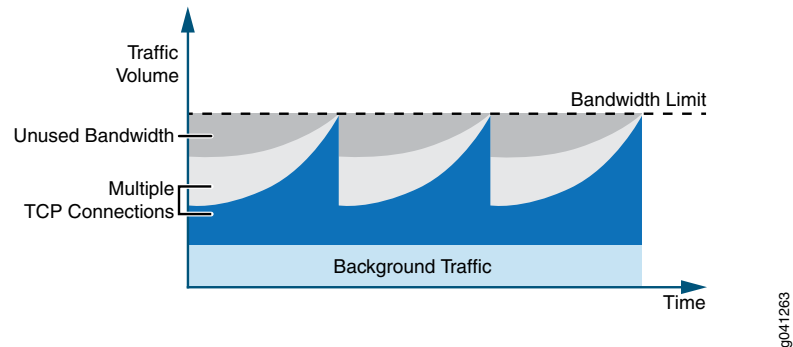 Traffic
Volume
Bandwidth Limit
Unused Bandwidth
Multiple
TCP Connections
Background Traffic
Time
g041263